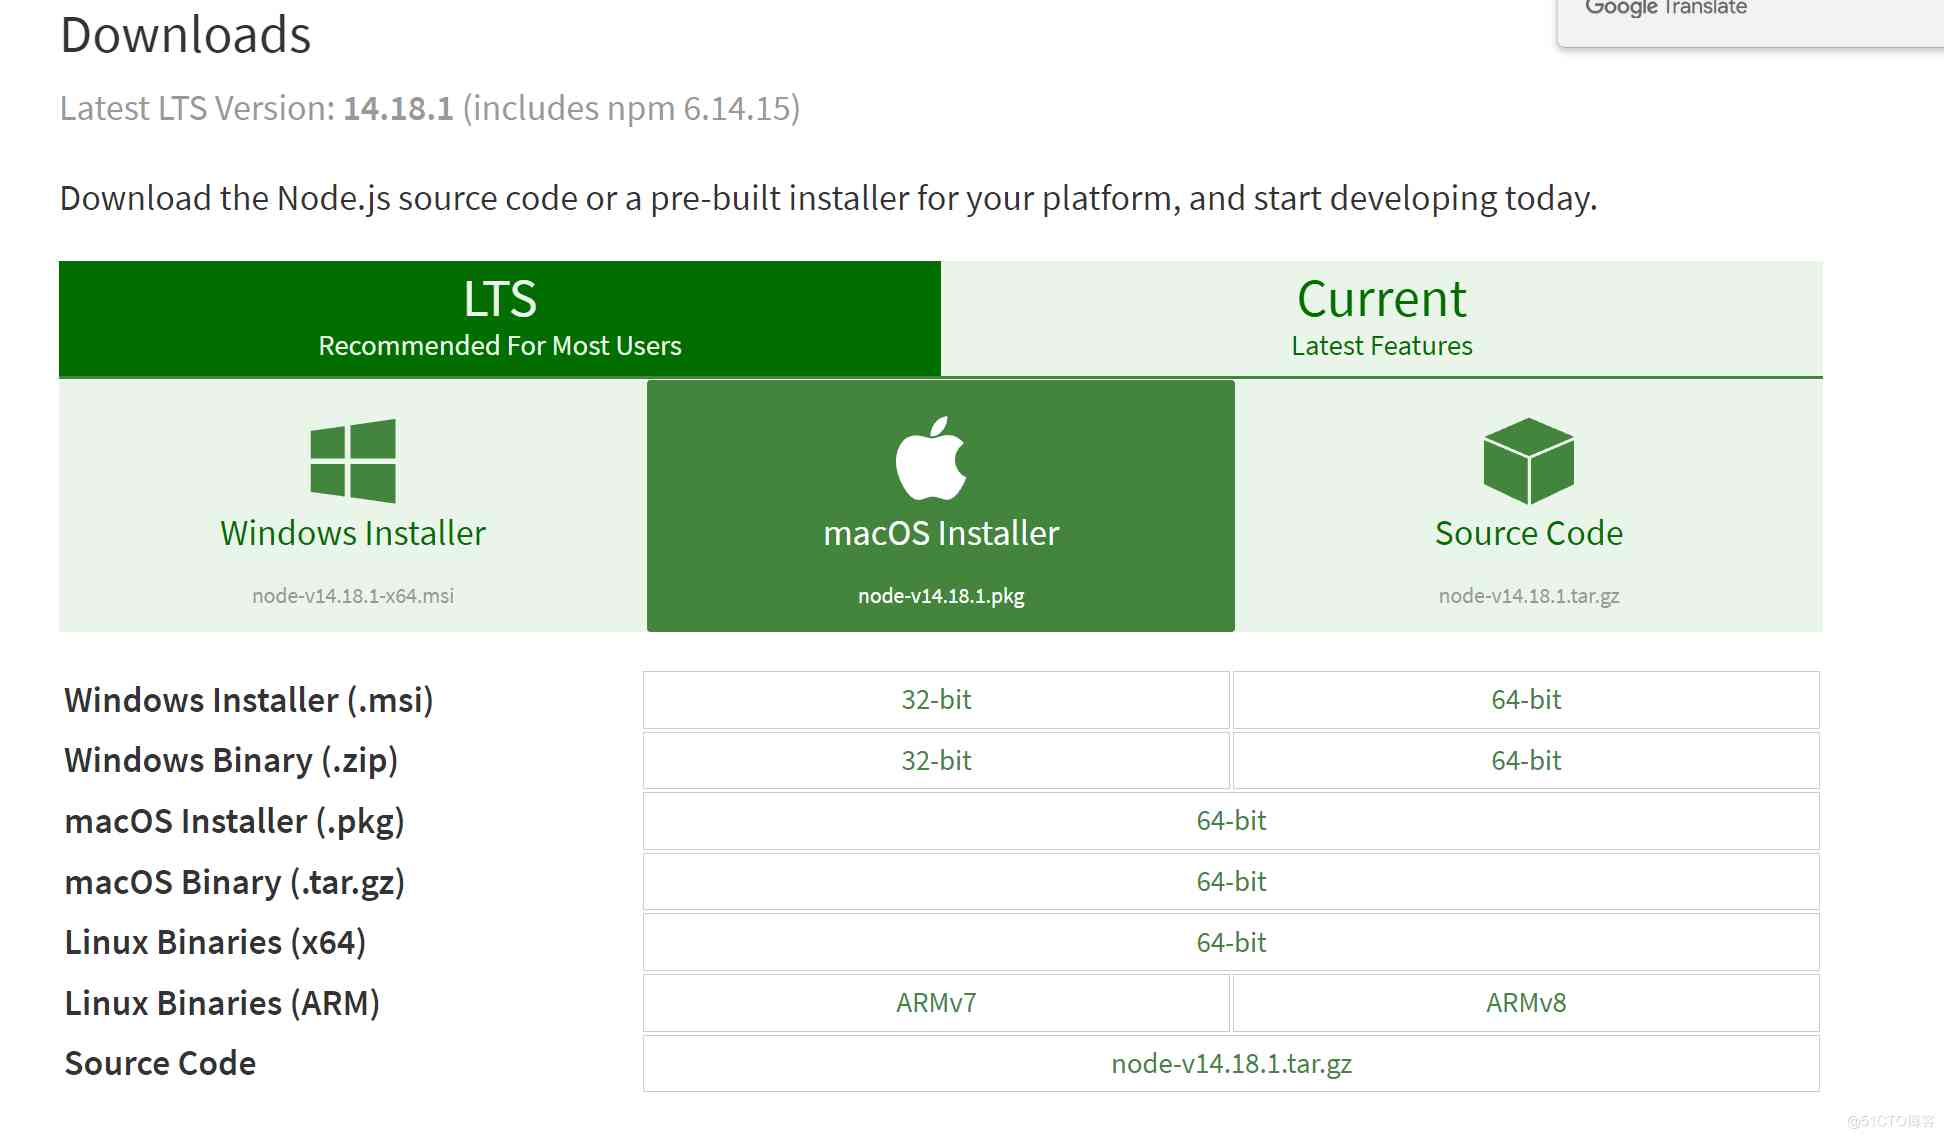 Google Translate
Downloads
Latest LTS Version: 14.18.1 (includes npm 6.14.15)
Download the Node.js source code or a pre-built installer for your platform, and start developing today.
LTS
Recommended For Most Users
Current
Latest Features
Windows Installer
node-v14.18.1-x64.msi
macOS Installer
node-v14.18.1.pkg
Source Code
node-v14.18.1.tar.gz
Windows Installer (.msi) 32-bit 64-bit
Windows Binary (.zip) 32-bit 64-bit
macOS Installer (.pkg) 64-bit
macOS Binary (.tar.gz) 64-bit
Linux Binaries (x64) 64-bit
Linux Binaries (ARM) ARMv7 ARMv8
Source Code node-v14.18.1.tar.gz
@51CTO博客